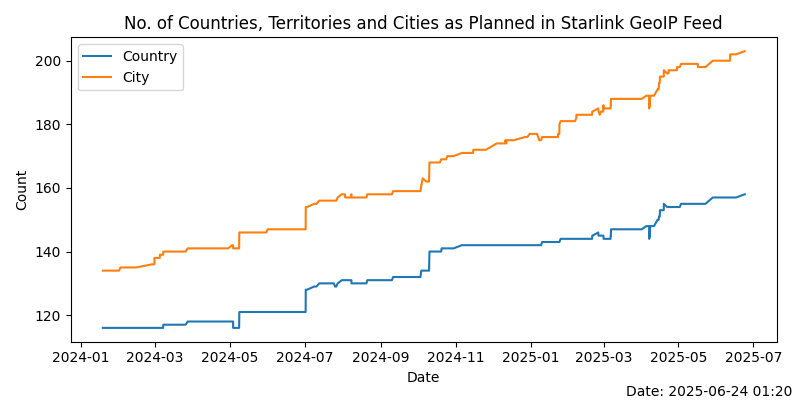 No. of Countries, Territories and Cities as Planned in Starlink GeoIP Feed
Country
City
200
180
160
140
120
Count
2024-01 2024-03 2024-05 2024-07 2024-09 2024-11 2025-01 2025-03 2025-05 2025-07
Date
Date: 2025-06-24 01:20